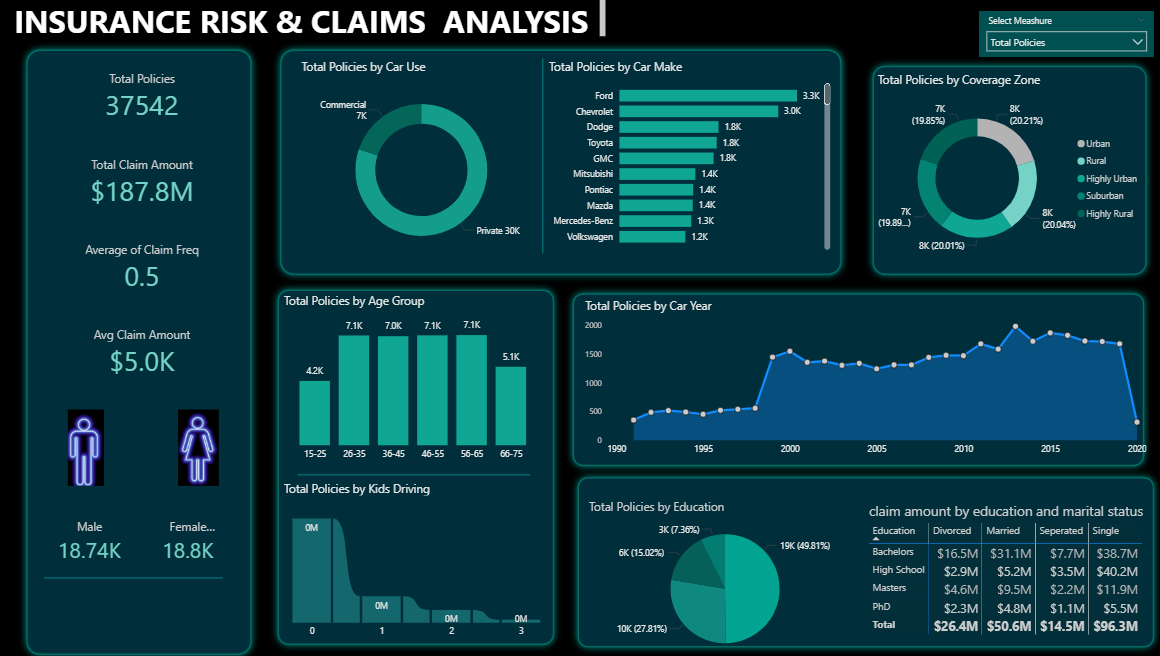 INSURANCE RISK & CLAIMS ANALYSIS
Select Meashure
Total Policies
Total Policies
37542
Total Claim Amount
$187.8M
Average of Claim Freq
0.5
Avg Claim Amount
$5.0K
Male
Female...
18.74K
18.8K
Total Policies by Car Use
Commercial
7K
Private 30K
Total Policies by Car Make
Ford 3.3K
Chevrolet 3.0K
Dodge 1.8K
Toyota 1.8K
GMC 1.8K
Mitsubishi 1.4K
Pontiac 1.4K
Mazda 1.4K
Mercedes-Benz 1.3K
Volkswagen 1.2K
Total Policies by Coverage Zone
7K
(19.85%)
8K
(20.21%)
7K
(19.89...)
8K
(20.04%)
8K (20.01%)
Urban
Rural
Highly Urban
Suburban
Highly Rural
Total Policies by Age Group
4.2K 7.1K 7.0K 7.1K 7.1K 5.1K
15-25 26-35 36-45 46-55 56-65 66-75
Total Policies by Kids Driving
0M 0M 0M 0M
0 1 2 3
Total Policies by Car Year
2000
1500
1000
500
0
1990 1995 2000 2005 2010 2015 2020
Total Policies by Education
3K (7.36%)
19K (49.81%)
6K (15.02%)
10K (27.81%)
claim amount by education and marital status
Education Divorced Married Seperated Single
Bachelors $16.5M $31.1M $7.7M $38.7M
High School $2.9M $5.2M $3.5M $40.2M
Masters $4.6M $9.5M $2.2M $11.9M
PhD $2.3M $4.8M $1.1M $5.5M
Total $26.4M $50.6M $14.5M $96.3M